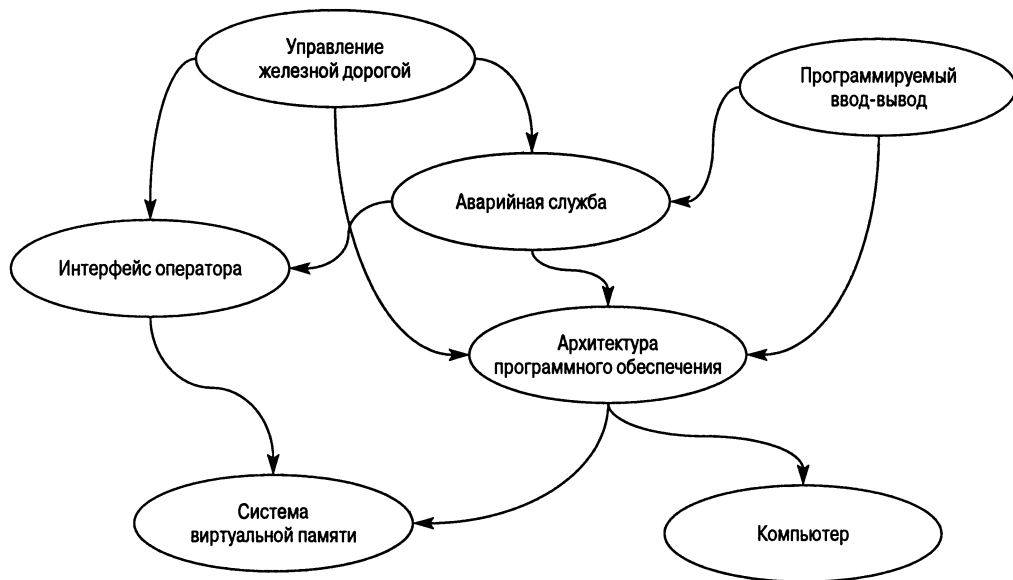 Управление
железной дорогой
Программируемый
ввод-вывод
Аварийная служба
Интерфейс оператора
Архитектура
программного обеспечения
Система
виртуальной памяти
Компьютер